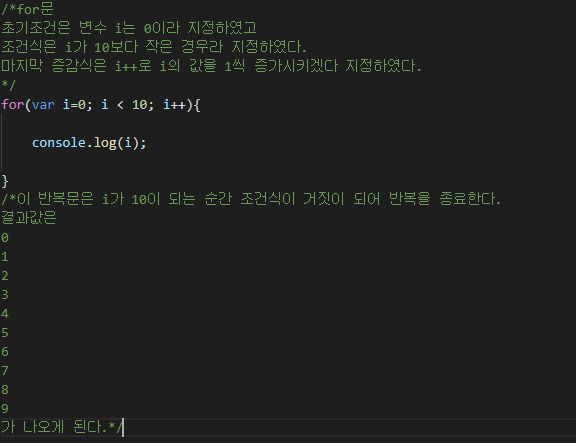 /*for문
초기조건은 변수 i는 0이라 지정하였고
조건식은 i가 10보다 작은 경우라 지정하였다.
마지막 증감식은 i++로 i의 값을 1씩 증가시키겠다 지정하였다.
*/
for(var i=0; i < 10; i++){
console.log(i);
}
/*이 반복문은 i가 10이 되는 순간 조건식이 거짓이 되어 반복을 종료한다.
결과값은
0
1
2
3
4
5
6
7
8
9
가 나오게 된다.*/